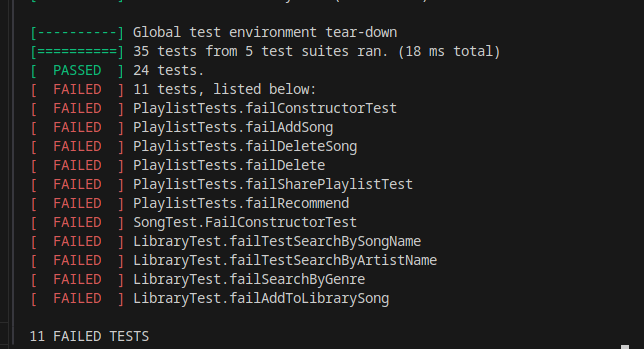 [----------] Global test environment tear-down
[==========] 35 tests from 5 test suites ran. (18 ms total)
[  PASSED  ] 24 tests.
[  FAILED  ] 11 tests, listed below:
[  FAILED  ] PlaylistTests.failConstructorTest
[  FAILED  ] PlaylistTests.failAddSong
[  FAILED  ] PlaylistTests.failDeleteSong
[  FAILED  ] PlaylistTests.failDelete
[  FAILED  ] PlaylistTests.failSharePlaylistTest
[  FAILED  ] PlaylistTests.failRecommend
[  FAILED  ] SongTest.FailConstructorTest
[  FAILED  ] LibraryTest.failTestSearchBySongName
[  FAILED  ] LibraryTest.failTestSearchByArtistName
[  FAILED  ] LibraryTest.failSearchByGenre
[  FAILED  ] LibraryTest.failAddToLibrarySong
11 FAILED TESTS